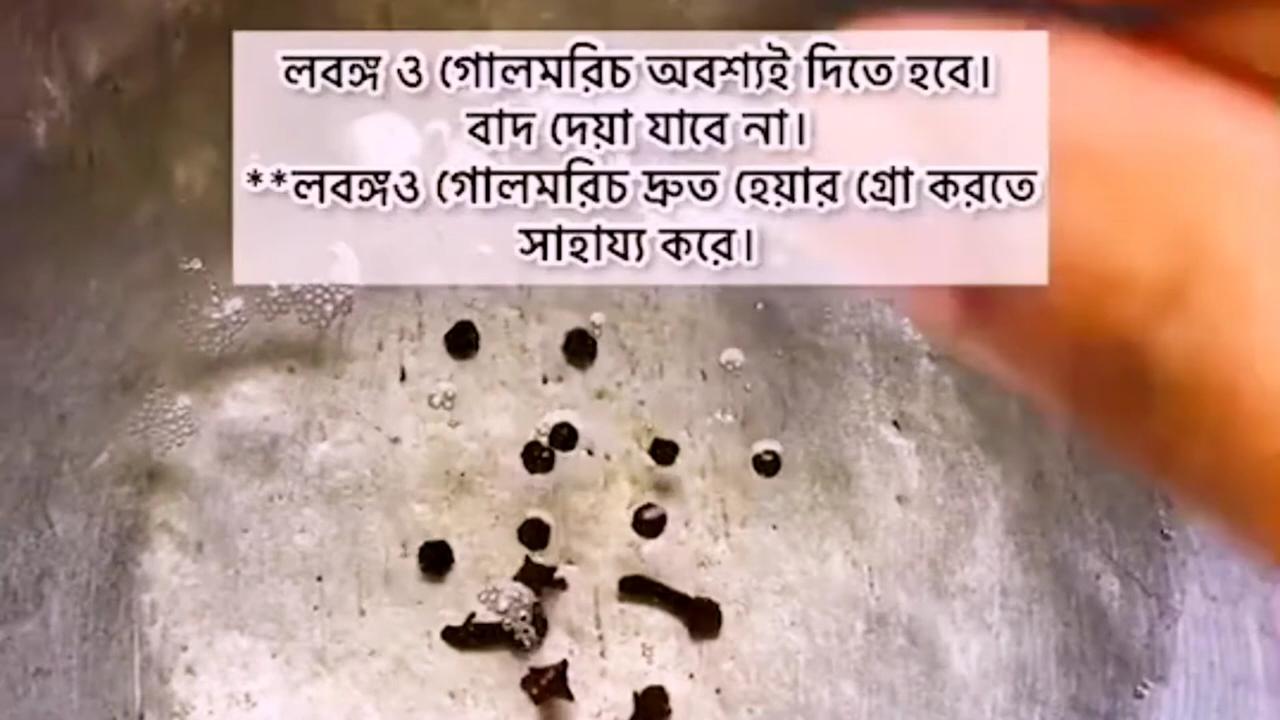 লবঙ্গ ও গোলমরিচ অবশ্যই দিতে হবে।
বাদ দেয়া যাবে না।
**লবঙ্গও গোলমরিচ দ্রুত হেয়ার গ্রো করতে
সাহায্য করে।